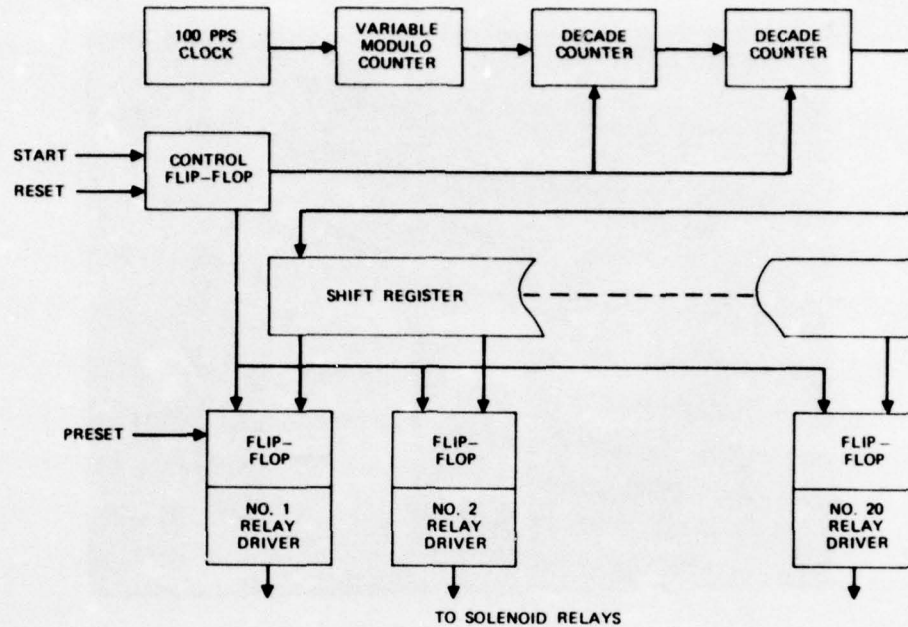 100 PPS
CLOCK
VARIABLE
MODULO
COUNTER
DECADE
COUNTER
DECADE
COUNTER
START
RESET
CONTROL
FLIP-FLOP
SHIFT REGISTER
PRESET
FLIP-
FLOP
NO. 1
RELAY
DRIVER
FLIP-
FLOP
NO. 2
RELAY
DRIVER
FLIP-
FLOP
NO. 20
RELAY
DRIVER
TO SOLENOID RELAYS